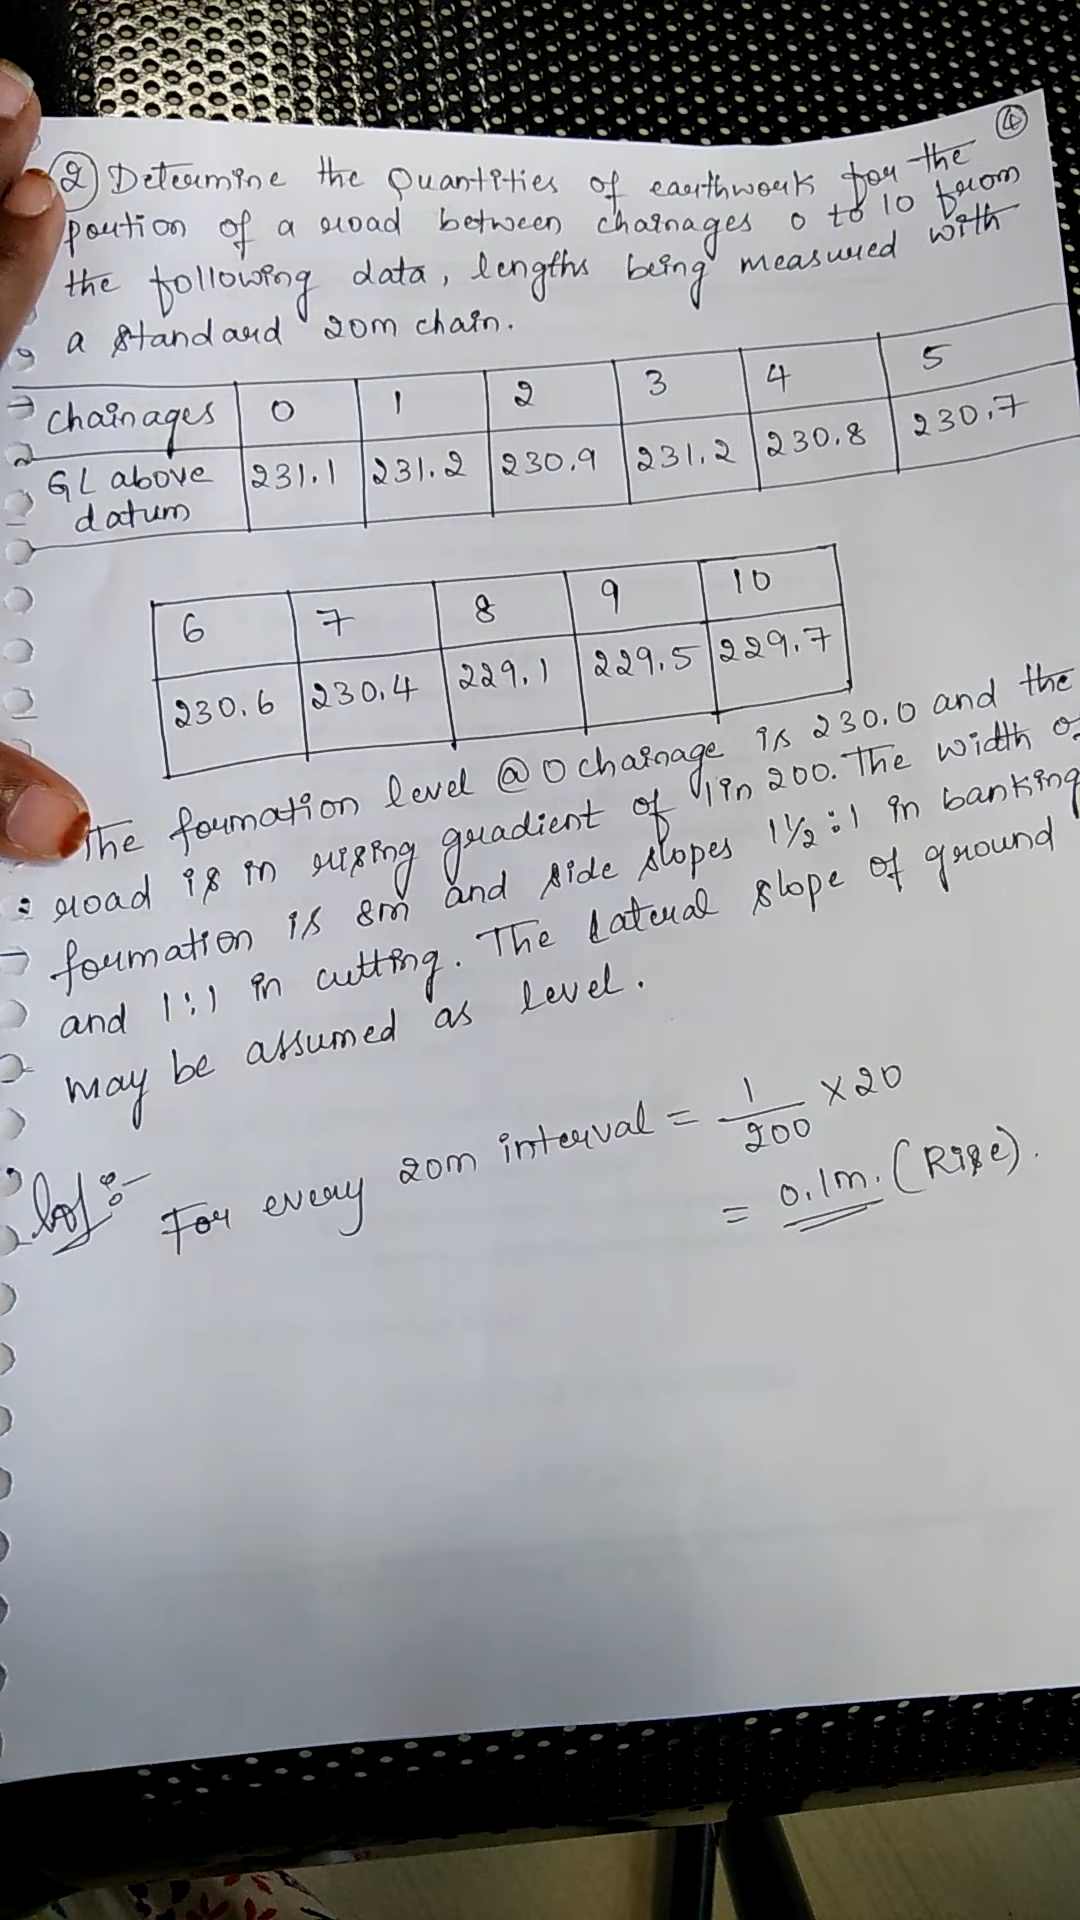 ④
② Determine the Quantities of earthwork for the
portion of a road between chainages 0 to 10 from
the following data, lengths being measured with
a standard 20m chain.
chainages 0 1 2 3 4 5
GL above datum 231.1 231.2 230.9 231.2 230.8 230.7
6 7 8 9 10
230.6 230.4 229.1 229.5 229.7
The formation level @ 0 chainage is 230.0 and the
road is in rising gradient of 1 in 200. The width of
formation is 8m and side slopes 1½:1 in banking
and 1:1 in cutting. The Lateral slope of ground
may be assumed as level.
Sol:- For every 20m interval = 1/200 × 20
= 0.1m. (Rise).